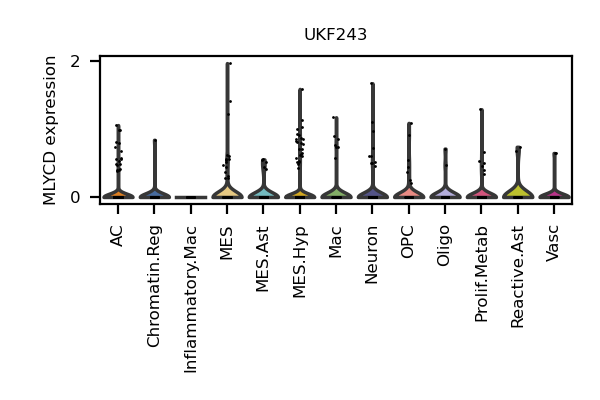 UKF243
MLYCD expression
2
0
AC
Chromatin.Reg
Inflammatory.Mac
MES
MES.Ast
MES.Hyp
Mac
Neuron
OPC
Oligo
Prolif.Metab
Reactive.Ast
Vasc